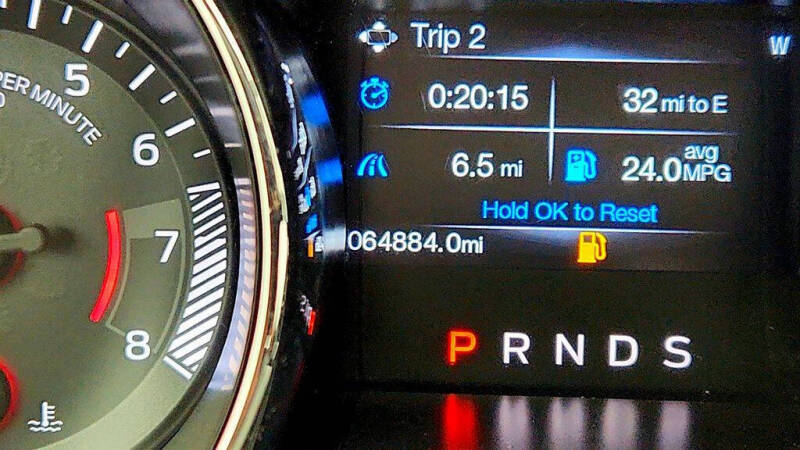 Trip 2
W
0:20:15
32 mi to E
6.5 mi
24.0 avg MPG
Hold OK to Reset
064884.0mi
P R N D S
5
PER MINUTE
6
7
8